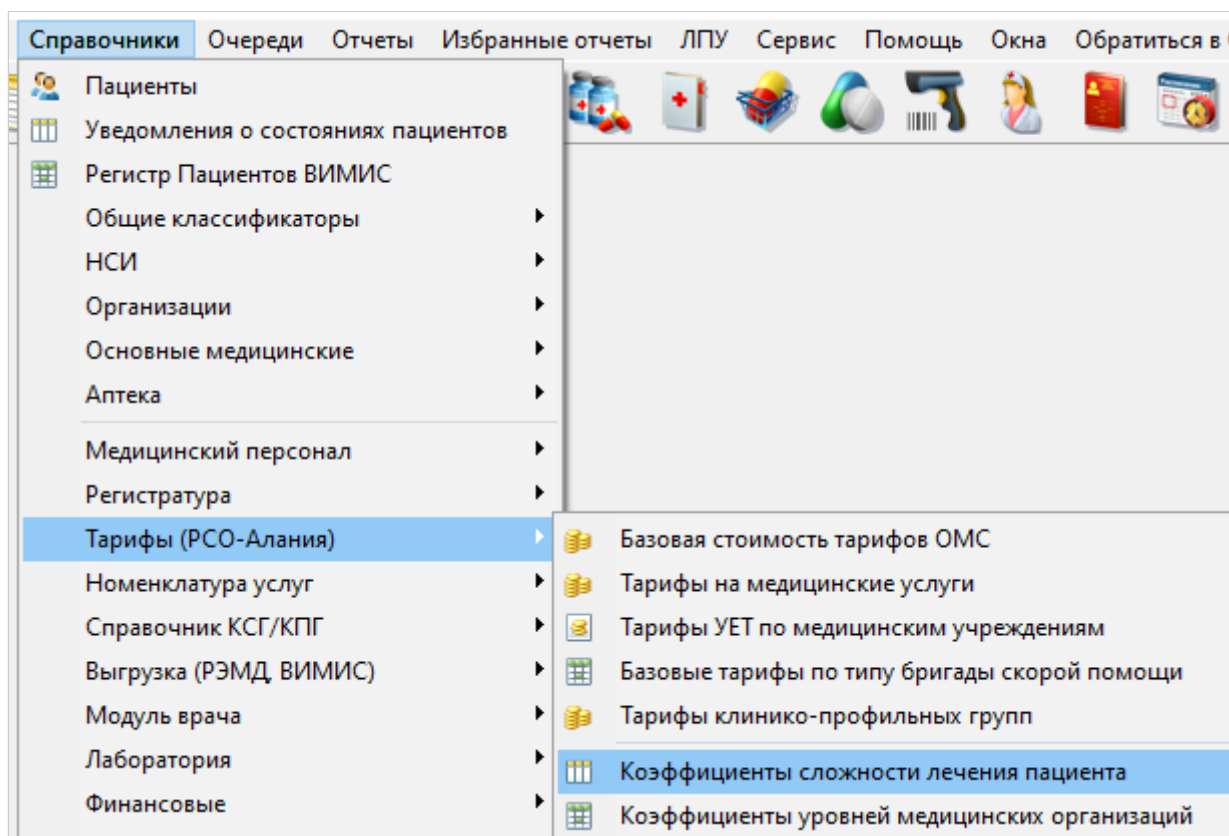 Справочники Очереди Отчеты Избранные отчеты ЛПУ Сервис Помощь Окна Обратиться в
Пациенты
Уведомления о состояниях пациентов
Регистр Пациентов ВИМИС
Общие классификаторы
НСИ
Организации
Основные медицинские
Аптека
Медицинский персонал
Регистратура
Тарифы (РСО-Алания)
Номенклатура услуг
Справочник КСГ/КПГ
Выгрузка (РЭМД, ВИМИС)
Модуль врача
Лаборатория
Финансовые
Базовая стоимость тарифов ОМС
Тарифы на медицинские услуги
Тарифы УЕТ по медицинским учреждениям
Базовые тарифы по типу бригады скорой помощи
Тарифы клинико-профильных групп
Коэффициенты сложности лечения пациента
Коэффициенты уровней медицинских организаций